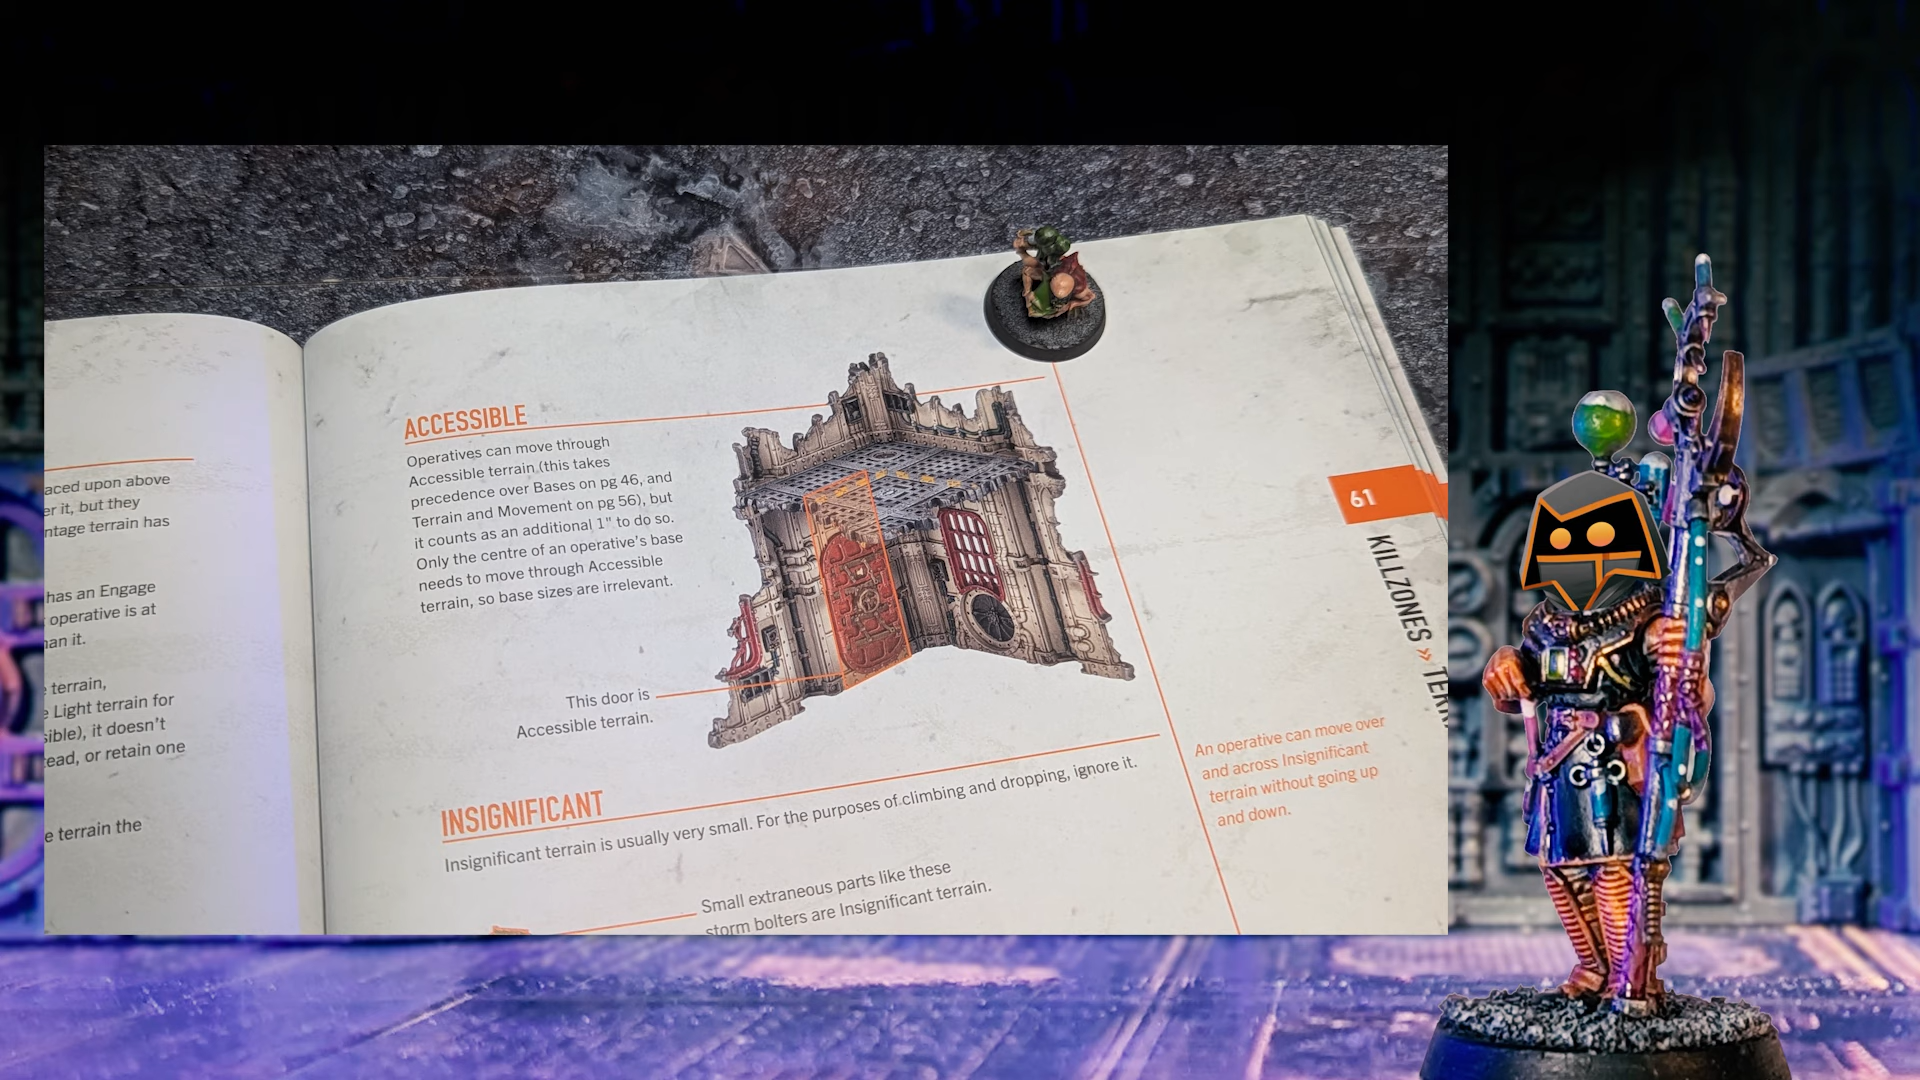 aced upon above
er it, but they
ntage terrain has
has an Engage
operative is at
an it.
terrain,
e Light terrain for
sible), it doesn't
ead, or retain one
e terrain the
ACCESSIBLE
Operatives can move through
Accessible terrain (this takes
precedence over Bases on pg 46, and
Terrain and Movement on pg 56), but
it counts as an additional 1" to do so.
Only the centre of an operative's base
needs to move through Accessible
terrain, so base sizes are irrelevant.
This door is
Accessible terrain.
INSIGNIFICANT
Insignificant terrain is usually very small. For the purposes of climbing and dropping, ignore it.
Small extraneous parts like these
storm bolters are Insignificant terrain.
61
KILLZONES »
An operative can move over
and across Insignificant
terrain without going up
and down.